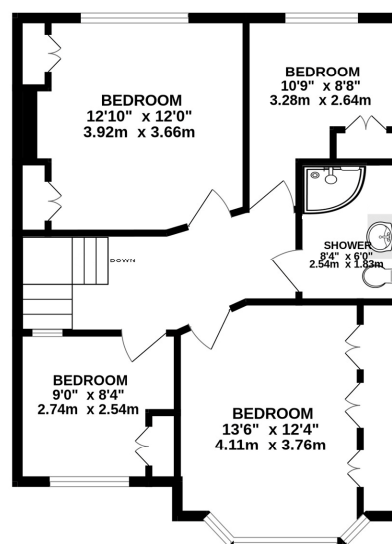 BEDROOM
12'10" x 12'0"
3.92m x 3.66m
BEDROOM
10'9" x 8'8"
3.28m x 2.64m
SHOWER
8'4" x 6'0"
2.54m x 1.83m
DOWN
BEDROOM
9'0" x 8'4"
2.74m x 2.54m
BEDROOM
13'6" x 12'4"
4.11m x 3.76m